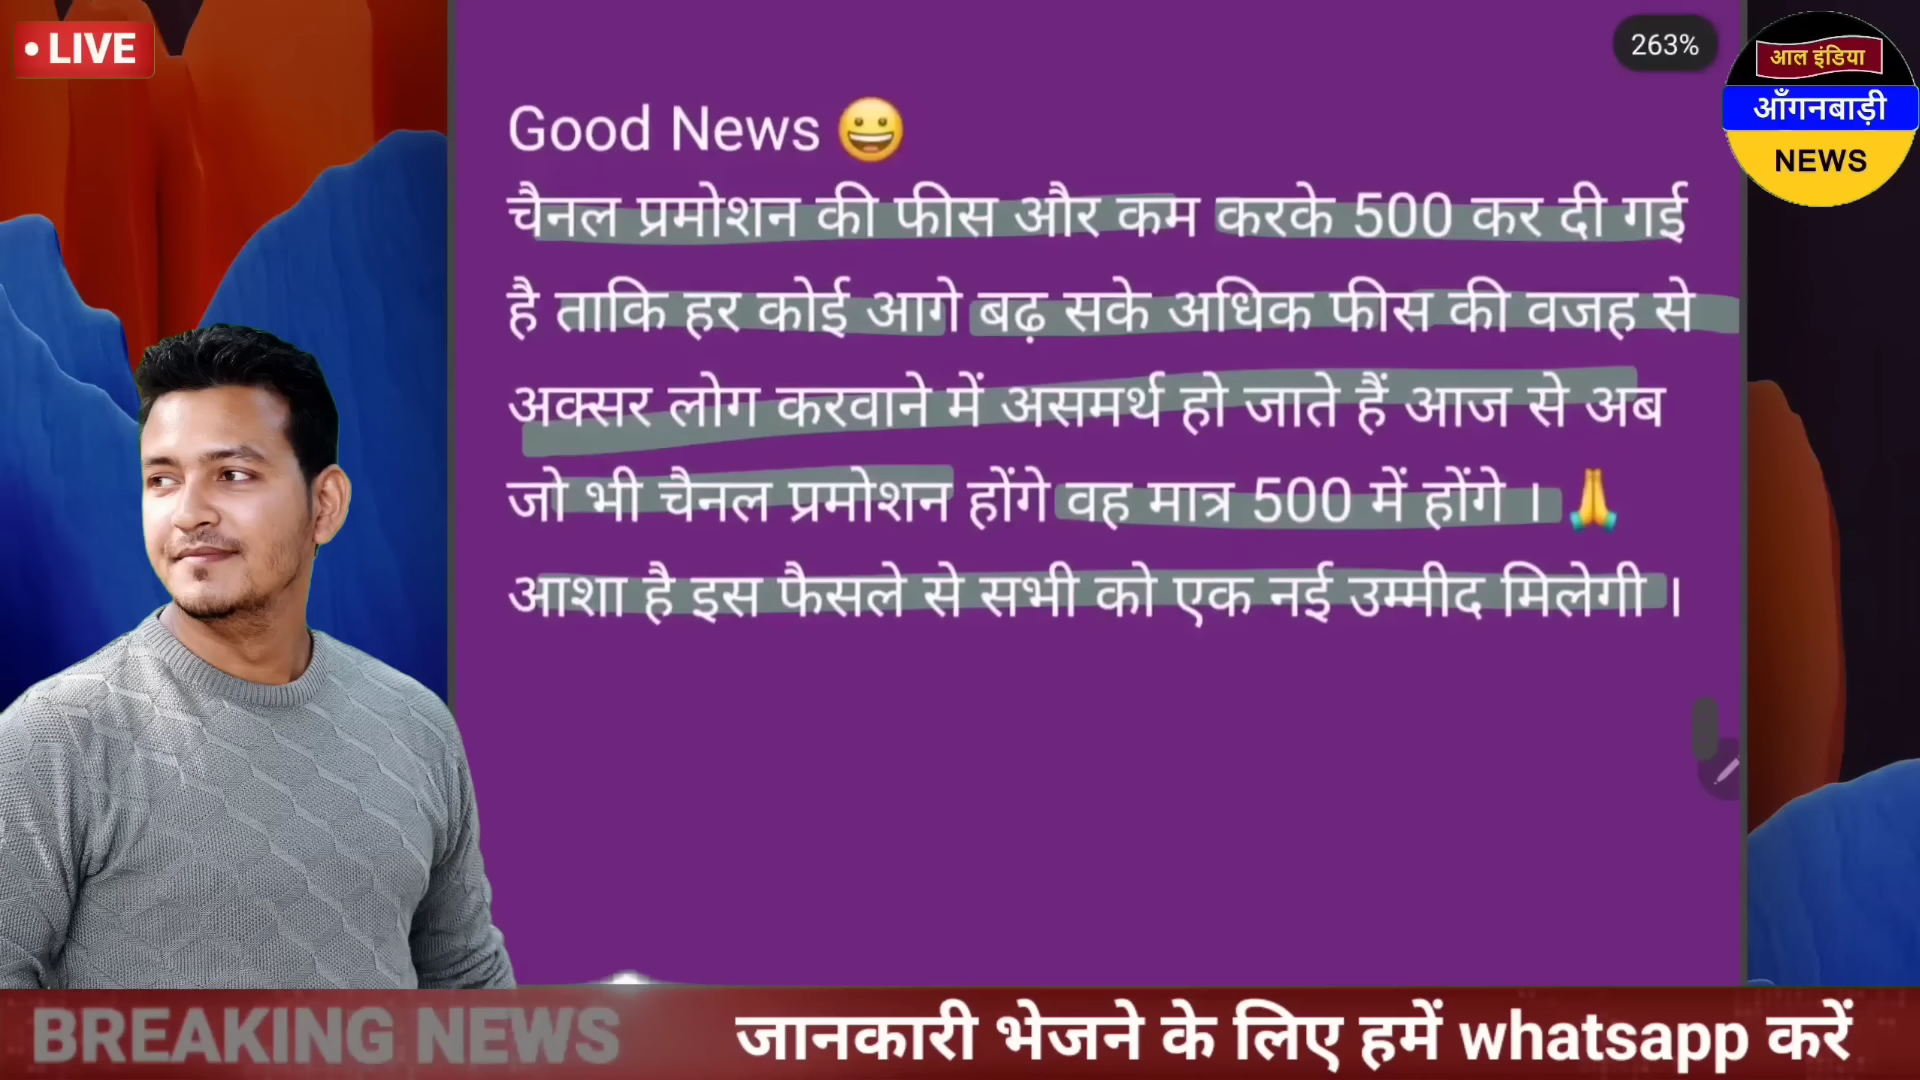 • LIVE
263%
आल इंडिया
आँगनबाड़ी
NEWS
Good News 😀
चैनल प्रमोशन की फीस और कम करके 500 कर दी गई
है ताकि हर कोई आगे बढ़ सके अधिक फीस की वजह से
अक्सर लोग करवाने में असमर्थ हो जाते हैं आज से अब
जो भी चैनल प्रमोशन होंगे वह मात्र 500 में होंगे । 🙏
आशा है इस फैसले से सभी को एक नई उम्मीद मिलेगी ।
BREAKING NEWS
जानकारी भेजने के लिए हमें whatsapp करें